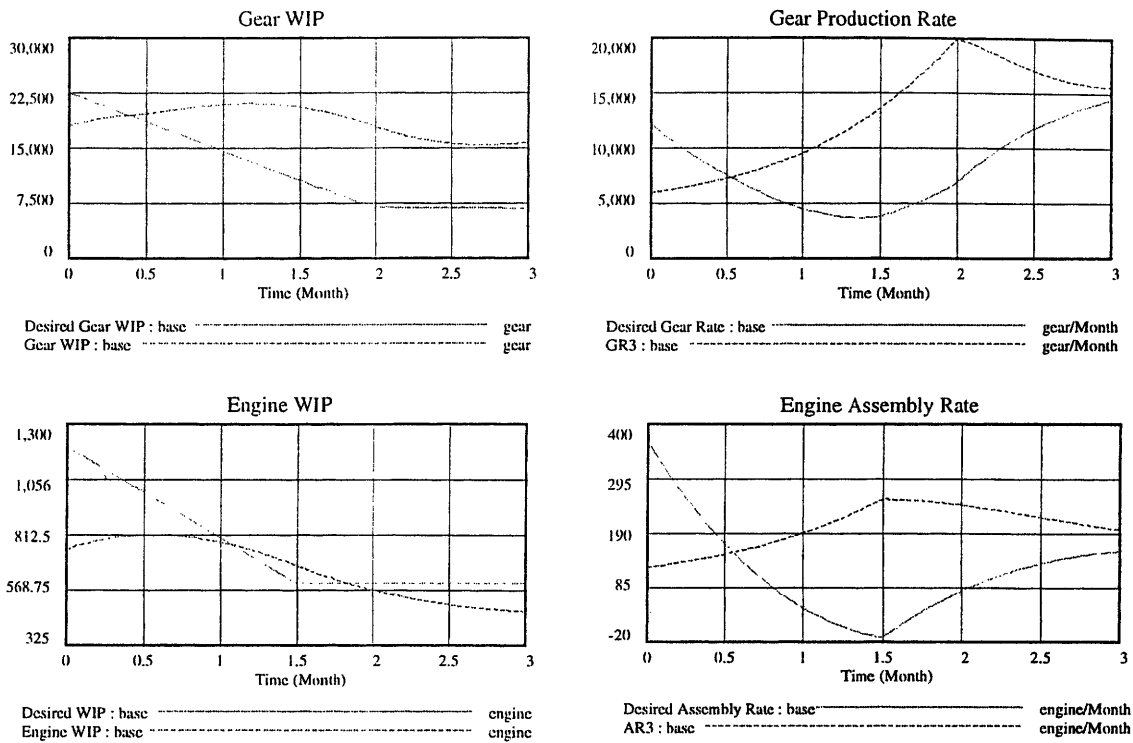 Gear WIP
30,000
22,500
15,000
7,500
0
0 0.5 1 1.5 2 2.5 3
Time (Month)
Desired Gear WIP : base gear
Gear WIP : base gear
Gear Production Rate
20,000
15,000
10,000
5,000
0
0 0.5 1 1.5 2 2.5 3
Time (Month)
Desired Gear Rate : base gear/Month
GR3 : base gear/Month
Engine WIP
1,300
1,056
812.5
568.75
325
0 0.5 1 1.5 2 2.5 3
Time (Month)
Desired WIP : base engine
Engine WIP : base engine
Engine Assembly Rate
400
295
190
85
-20
0 0.5 1 1.5 2 2.5 3
Time (Month)
Desired Assembly Rate : base engine/Month
AR3 : base engine/Month